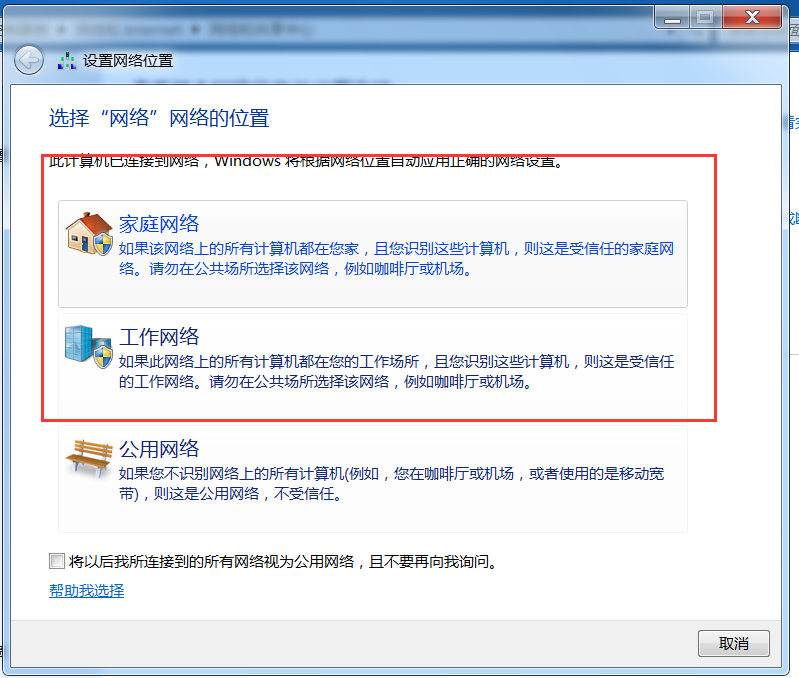 设置网络位置
选择“网络”网络的位置
此计算机已连接到网络，Windows 将根据网络位置自动应用正确的网络设置。
家庭网络
如果该网络上的所有计算机都在您家，且您识别这些计算机，则这是受信任的家庭网
络。请勿在公共场所选择该网络，例如咖啡厅或机场。
工作网络
如果此网络上的所有计算机都在您的工作场所，且您识别这些计算机，则这是受信任
的工作网络。请勿在公共场所选择该网络，例如咖啡厅或机场。
公用网络
如果您不识别网络上的所有计算机(例如，您在咖啡厅或机场，或者使用的是移动宽
带)，则这是公用网络，不受信任。
将以后我所连接到的所有网络视为公用网络，且不要再向我询问。
帮助我选择
取消